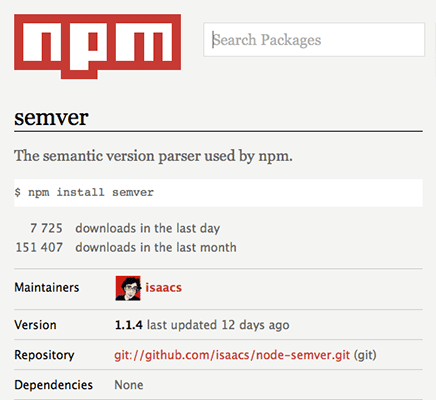 npm
Search Packages
semver
The semantic version parser used by npm.
$ npm install semver
7 725 downloads in the last day
151 407 downloads in the last month
Maintainers isaacs
Version 1.1.4 last updated 12 days ago
Repository git://github.com/isaacs/node-semver.git (git)
Dependencies None